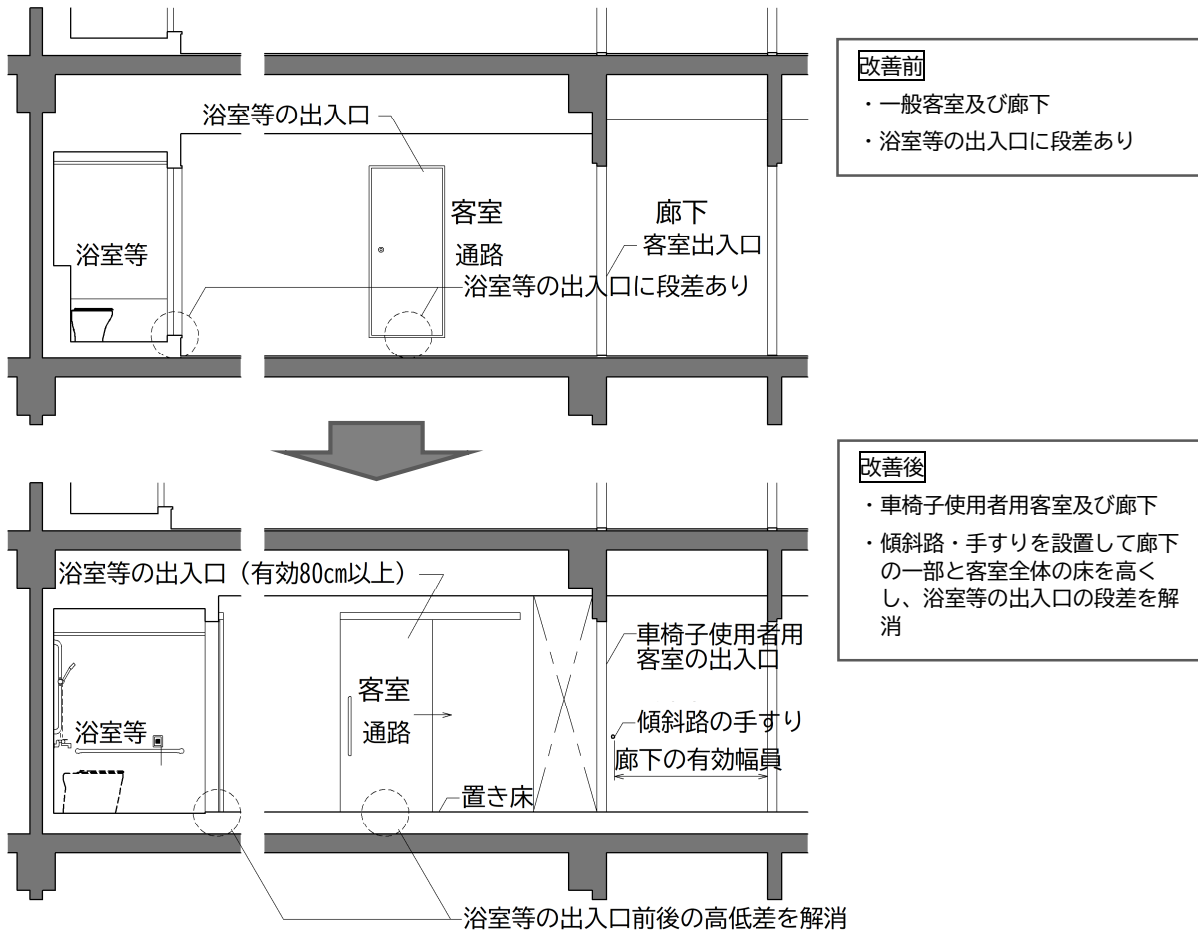 改善前
・一般客室及び廊下
・浴室等の出入口に段差あり
浴室等の出入口
客室
廊下
浴室等
通路
客室出入口
浴室等の出入口に段差あり
改善後
・車椅子使用者用客室及び廊下
・傾斜路・手すりを設置して廊下
の一部と客室全体の床を高く
し、浴室等の出入口の段差を解
消
浴室等の出入口（有効80cm以上）
車椅子使用者用
客室の出入口
客室
浴室等
通路
傾斜路の手すり
廊下の有効幅員
置き床
浴室等の出入口前後の高低差を解消